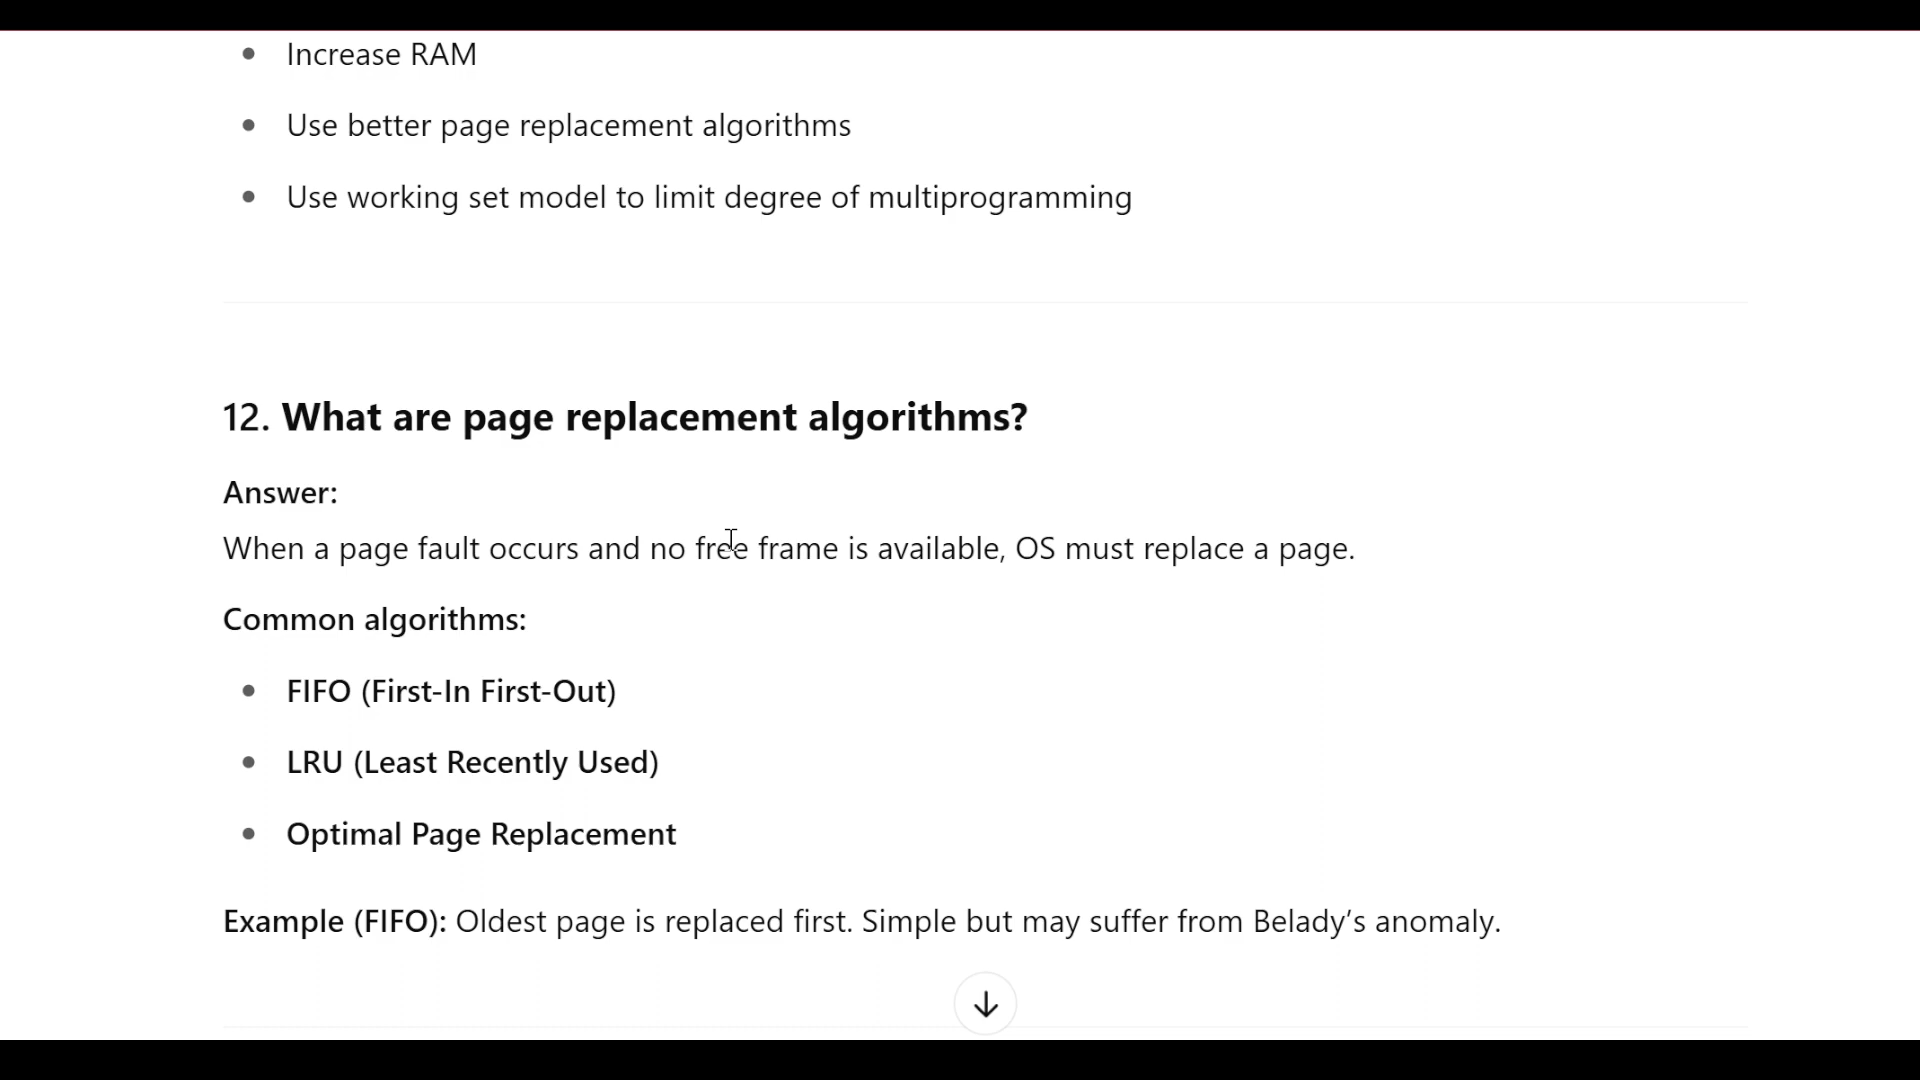 • Increase RAM
• Use better page replacement algorithms
• Use working set model to limit degree of multiprogramming
12. What are page replacement algorithms?
Answer:
When a page fault occurs and no free frame is available, OS must replace a page.
Common algorithms:
• FIFO (First-In First-Out)
• LRU (Least Recently Used)
• Optimal Page Replacement
Example (FIFO): Oldest page is replaced first. Simple but may suffer from Belady’s anomaly.